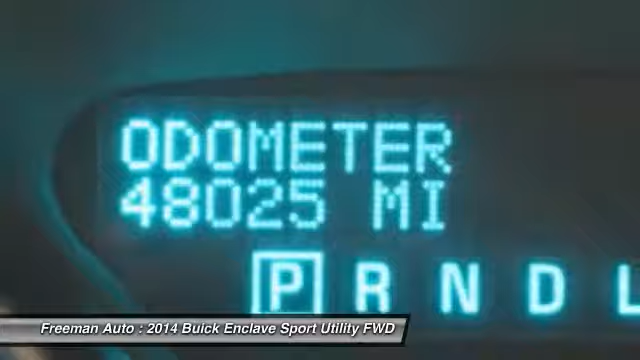 ODOMETER
48025 MI
P R N D L
Freeman Auto : 2014 Buick Enclave Sport Utility FWD